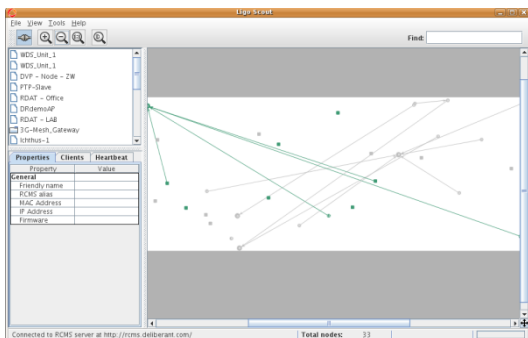 Ligo Scout
File View Tools Help
Find:
WDS_Unit_1
WDS_Unit_1
DVP - Node - ZW
PTF-Slave
RDAT - Office
DRdemoAP
RDAT - LAB
3G-Mesh_Gateway
Ichthus-1
Properties Clients Heartbeat
Property Value
General
Friendly name
RCMS alias
MAC Address
IP Address
Firmware
Connected to RCMS server at http://rcms.deliberant.com/ Total nodes: 33